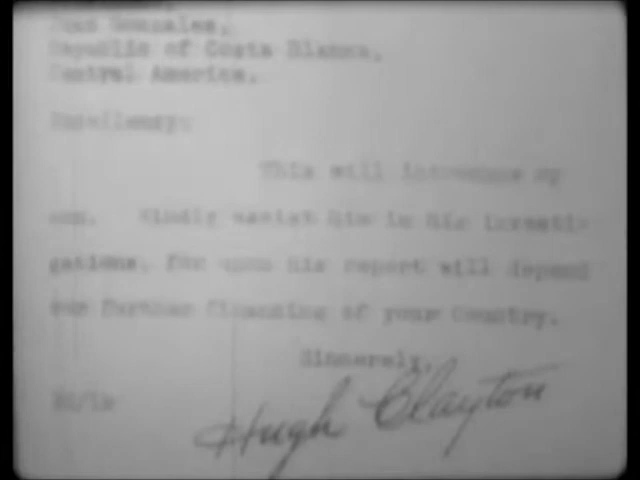 Gonzales,
Republic of Costa Blanca,
Central America.
Excellency:
This will introduce my
son. Kindly assist him in his investi-
gations, for upon his report will depend
our further financing of your Country.
Sincerely,
Hugh Clayton